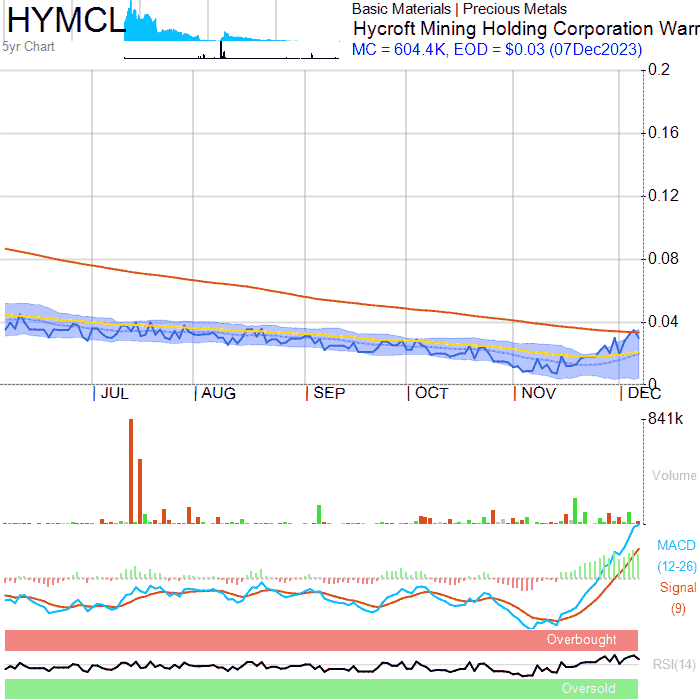 HYMCL
5yr Chart
Basic Materials | Precious Metals
Hycroft Mining Holding Corporation Warr
MC = 604.4K, EOD = $0.03 (07Dec2023)
0.2
0.16
0.12
0.08
0.04
0
JUL AUG SEP OCT NOV DEC
841k
Volume
MACD
(12-26)
Signal
(9)
Overbought
RSI(14)
Oversold